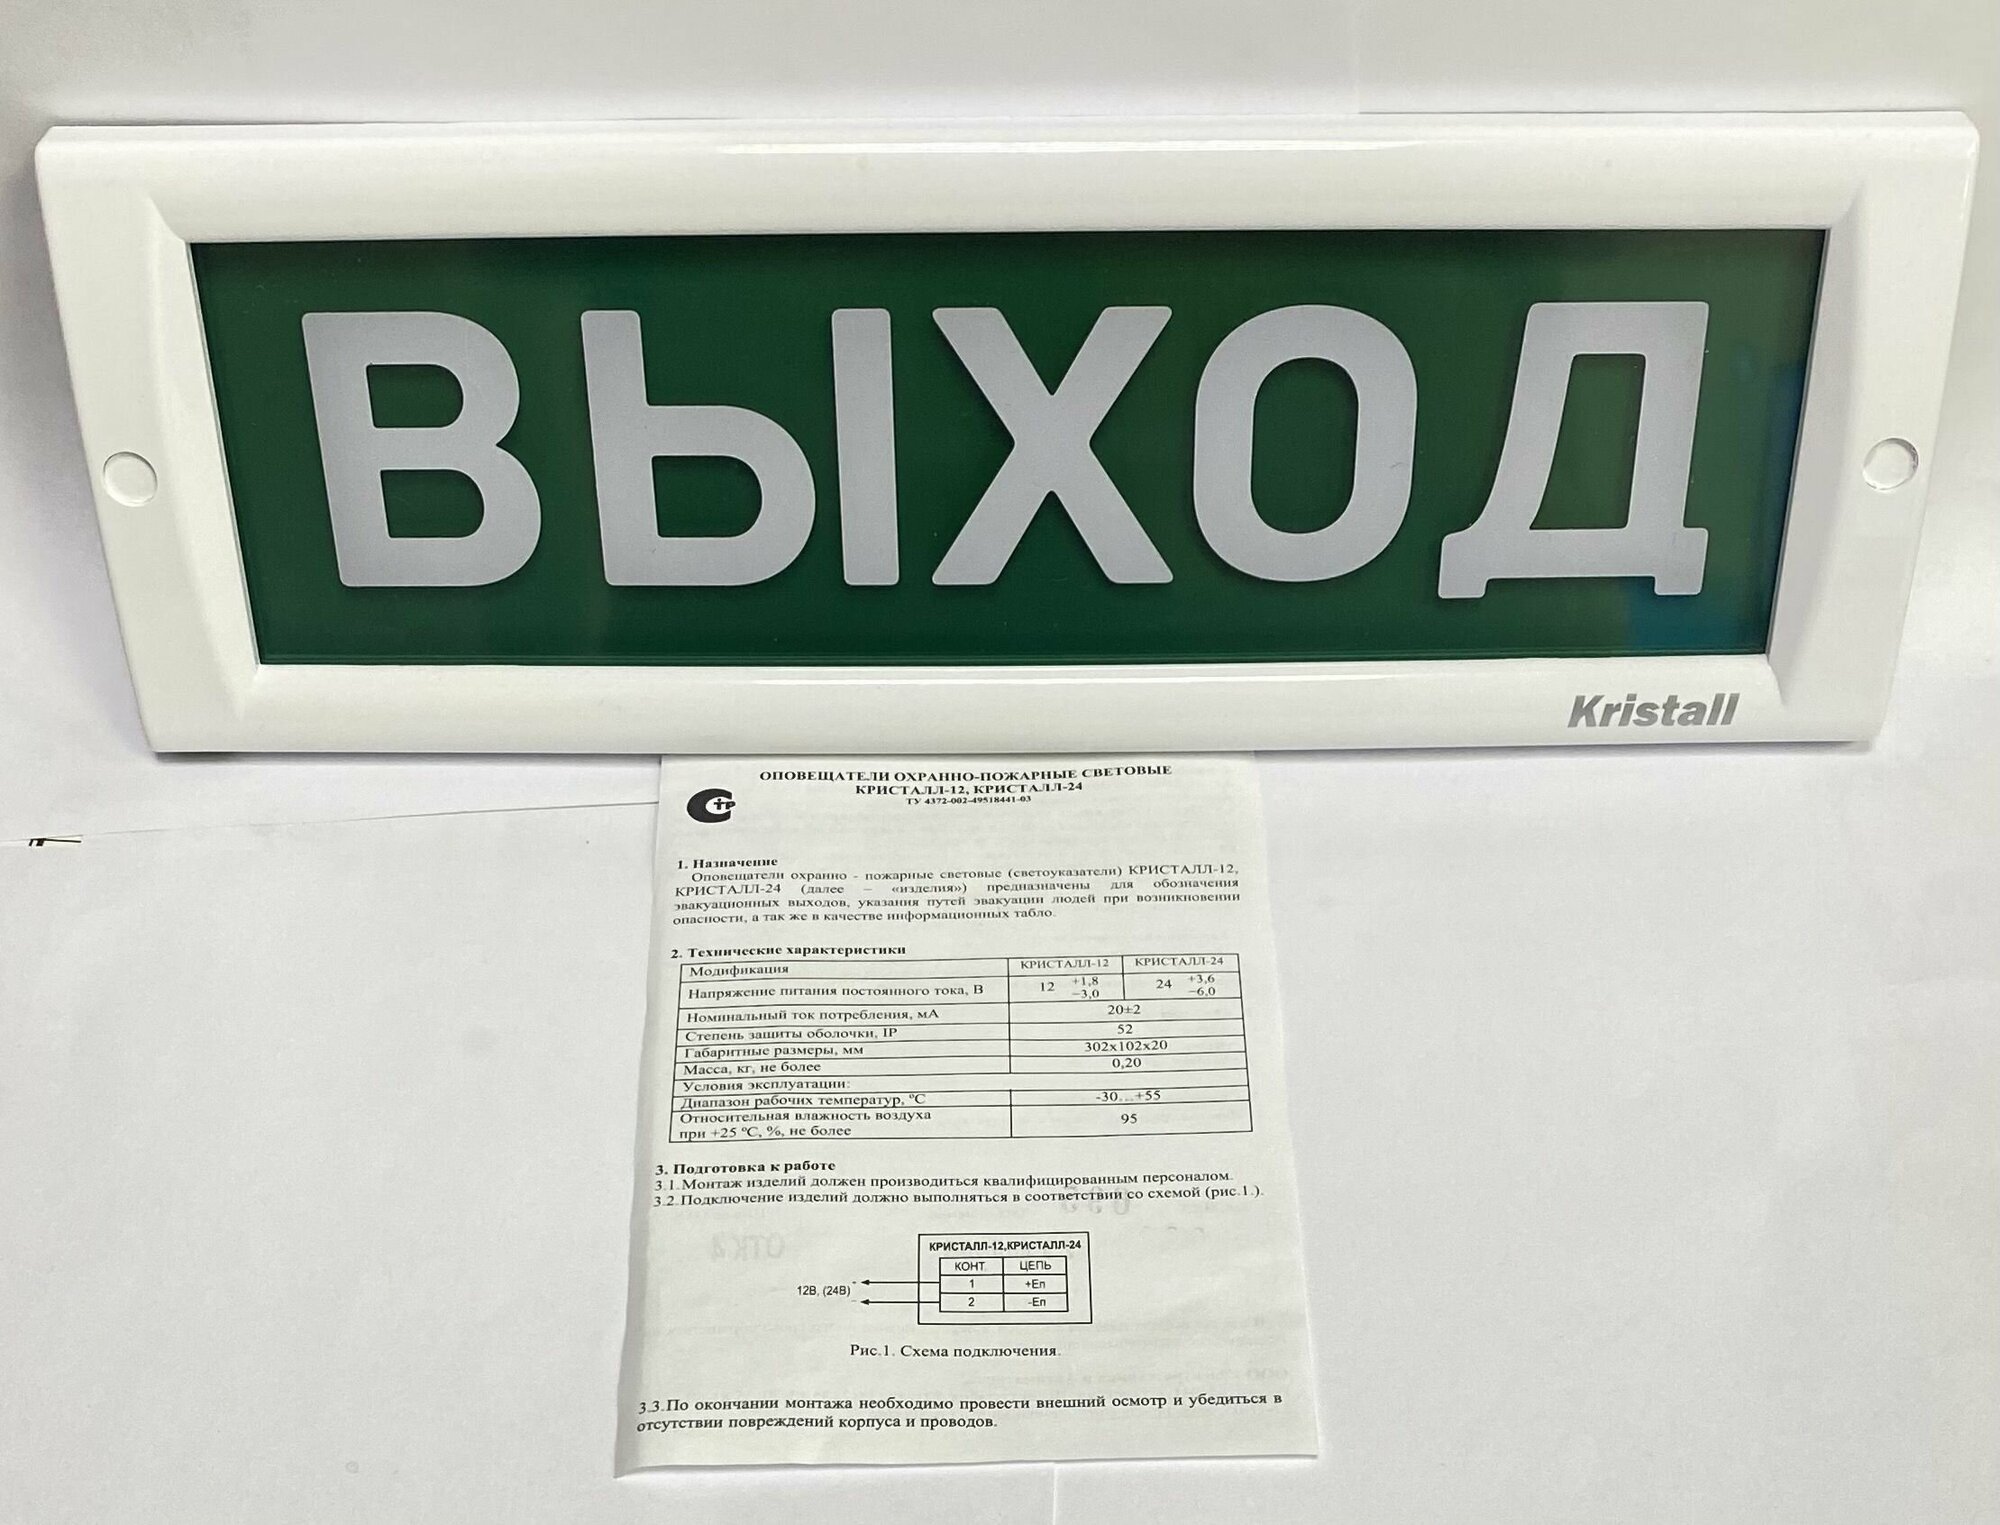 ВЫХОД
Kristall
ОПОВЕЩАТЕЛИ ОХРАННО-ПОЖАРНЫЕ СВЕТОВЫЕ
КРИСТАЛЛ-12, КРИСТАЛЛ-24
ТУ 4372-002-49518441-03
1. Назначение
Оповещатели охранно - пожарные световые (светоуказатели) КРИСТАЛЛ-12,
КРИСТАЛЛ-24 (далее – «изделия») предназначены для обозначения
эвакуационных выходов, указания путей эвакуации людей при возникновении
опасности, а так же в качестве информационных табло.
2. Технические характеристики
Модификация КРИСТАЛЛ-12 КРИСТАЛЛ-24
Напряжение питания постоянного тока, В 12 +1,8 −3,0 24 +3,6 −6,0
Номинальный ток потребления, мА 20±2
Степень защиты оболочки, IP 52
Габаритные размеры, мм 302х102х20
Масса, кг, не более 0,20
Условия эксплуатации:
Диапазон рабочих температур, ºС -30…+55
Относительная влажность воздуха
при +25 ºС, %, не более 95
3. Подготовка к работе
3.1.Монтаж изделий должен производиться квалифицированным персоналом.
3.2.Подключение изделий должно выполняться в соответствии со схемой (рис.1.).
КРИСТАЛЛ-12,КРИСТАЛЛ-24
КОНТ. ЦЕПЬ
12В, (24В)
1 +Еп
2 -Еп
Рис.1. Схема подключения.
3.3.По окончании монтажа необходимо провести внешний осмотр и убедиться в
отсутствии повреждений корпуса и проводов.